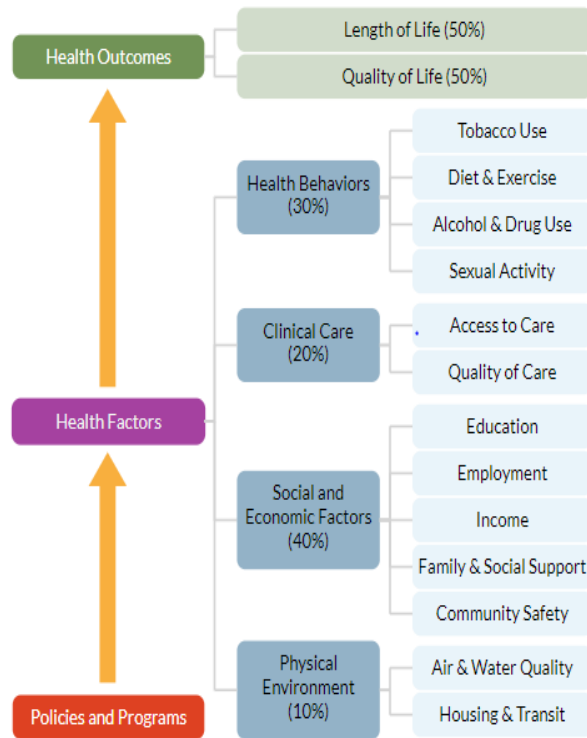 Health Outcomes
Length of Life (50%)
Quality of Life (50%)
Health Factors
Health Behaviors
(30%)
Tobacco Use
Diet & Exercise
Alcohol & Drug Use
Sexual Activity
Clinical Care
(20%)
Access to Care
Quality of Care
Social and
Economic Factors
(40%)
Education
Employment
Income
Family & Social Support
Community Safety
Physical
Environment
(10%)
Air & Water Quality
Housing & Transit
Policies and Programs